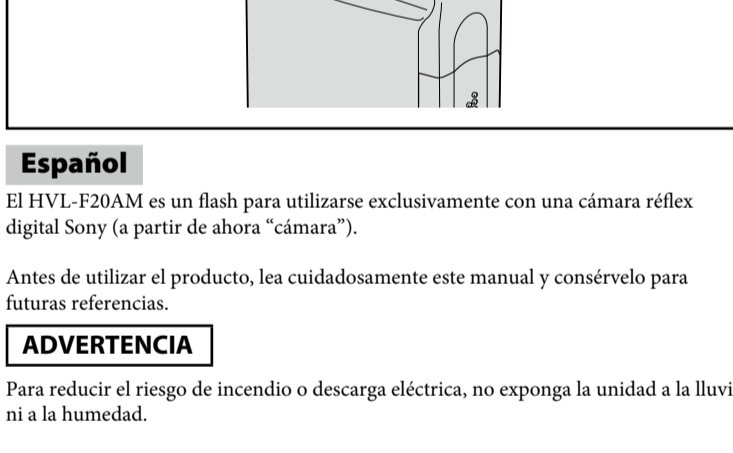 Español
El HVL-F20AM es un flash para utilizarse exclusivamente con una cámara réflex
digital Sony (a partir de ahora “cámara”).
Antes de utilizar el producto, lea cuidadosamente este manual y consérvelo para
futuras referencias.
ADVERTENCIA
Para reducir el riesgo de incendio o descarga eléctrica, no exponga la unidad a la lluvi
ni a la humedad.